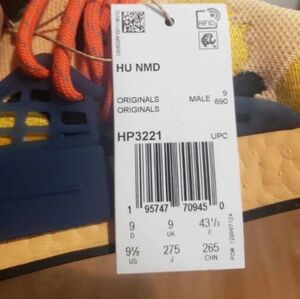 RFID
HU NMD
9
ORIGINALS MALE 690
ORIGINALS
HP3221 UPC
1 95747 70945 0
9 9 43⅓
D UK F
9½ 275 265
US J CHN